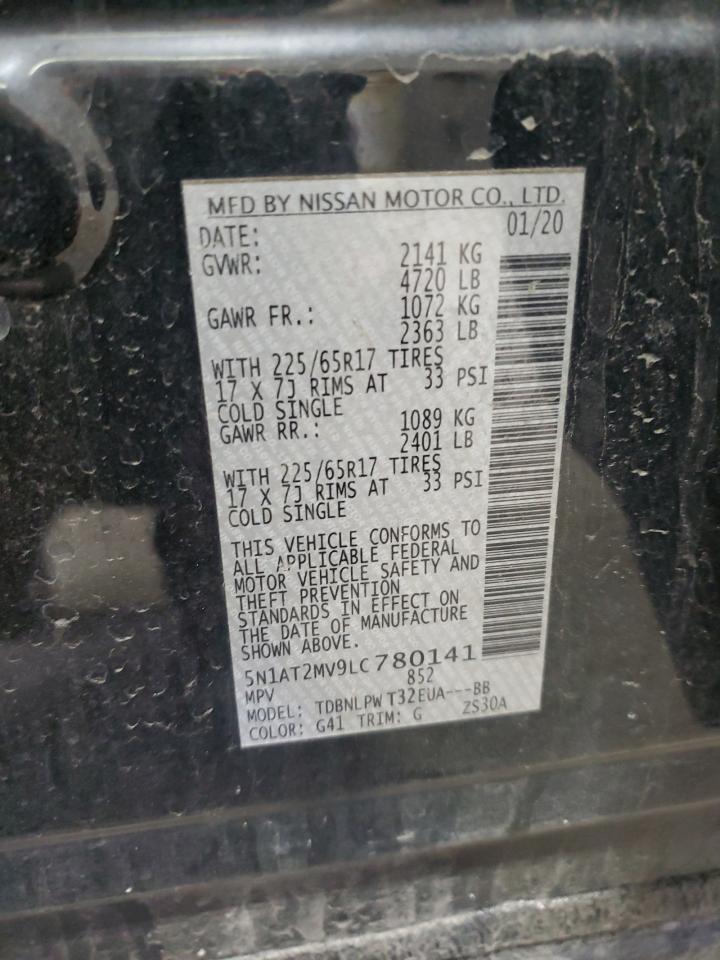 MFD BY NISSAN MOTOR CO., LTD.
DATE: 01/20
GVWR: 2141 KG
4720 LB
GAWR FR.: 1072 KG
2363 LB
WITH 225/65R17 TIRES
17 X 7J RIMS AT 33 PSI
COLD SINGLE
GAWR RR.: 1089 KG
2401 LB
WITH 225/65R17 TIRES
17 X 7J RIMS AT 33 PSI
COLD SINGLE
THIS VEHICLE CONFORMS TO
ALL APPLICABLE FEDERAL
MOTOR VEHICLE SAFETY AND
THEFT PREVENTION
STANDARDS IN EFFECT ON
THE DATE OF MANUFACTURE
SHOWN ABOVE.
5N1AT2MV9LC780141
MPV 852
MODEL: TDBNLPW T32EUA---BB
COLOR: G41 TRIM: G ZS30A